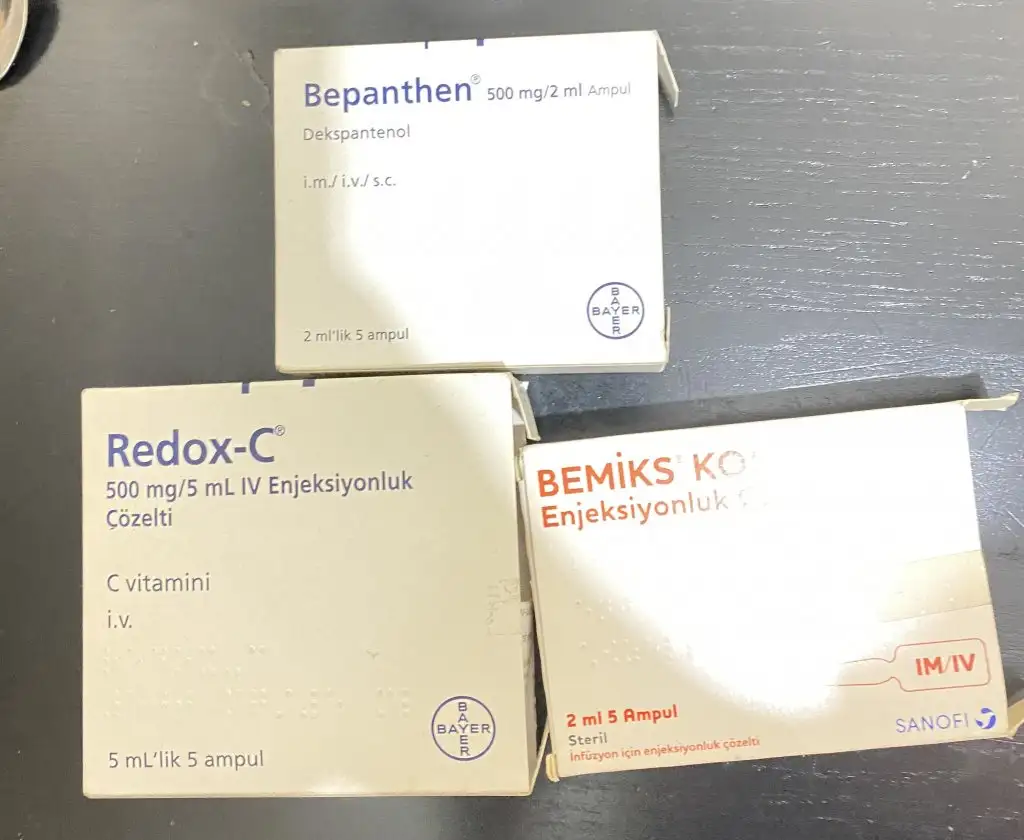 Bepanthen® 500 mg/2 ml Ampul
Dekspantenol
i.m./ i.v./ s.c.
2 ml'lik 5 ampul
BAYER
BAYER
Redox-C®
500 mg/5 mL IV Enjeksiyonluk
Çözelti
C vitamini
i.v.
5 mL'lik 5 ampul
BAYER
BAYER
BEMİKS
Enjeksiyonluk
IM/IV
2 ml 5 Ampul
Steril
İnfüzyon için enjeksiyonluk çözelti
SANOFI